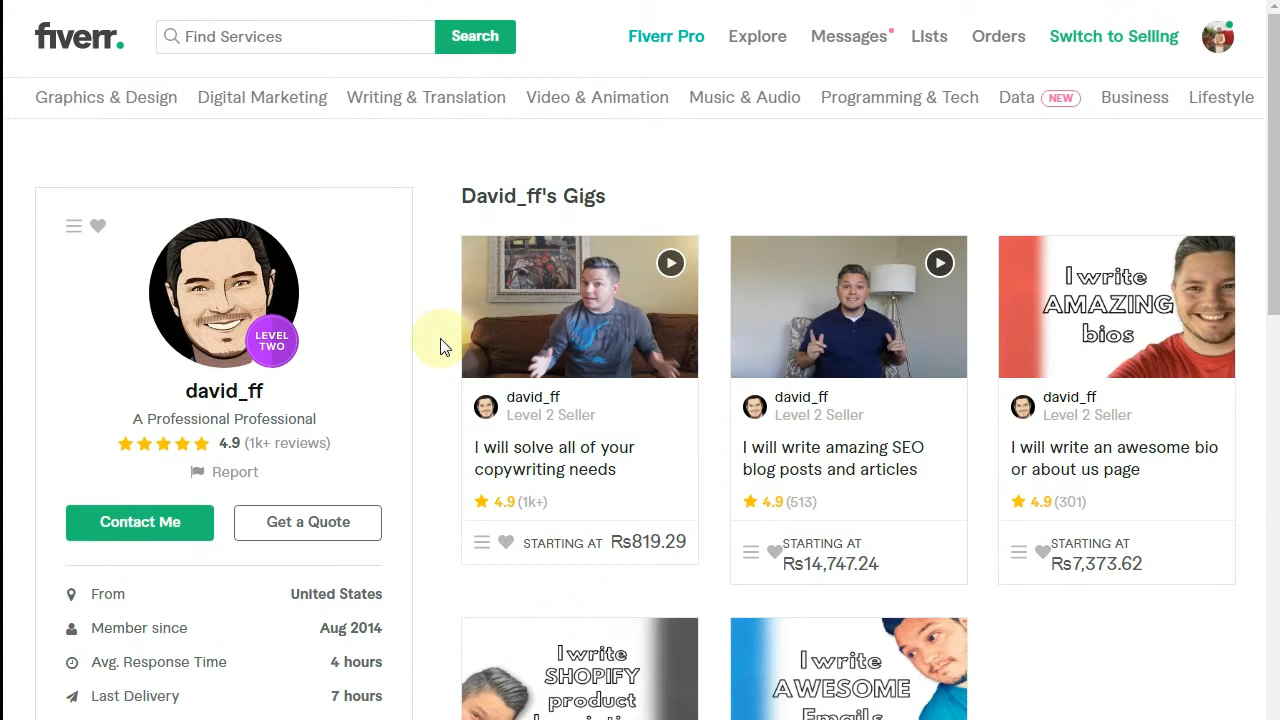 fiverr.
Find Services
Search
Fiverr Pro
Explore
Messages
Lists
Orders
Switch to Selling
Graphics & Design
Digital Marketing
Writing & Translation
Video & Animation
Music & Audio
Programming & Tech
Data NEW
Business
Lifestyle
LEVEL
TWO
david_ff
A Professional Professional
4.9 (1k+ reviews)
Report
Contact Me
Get a Quote
From United States
Member since Aug 2014
Avg. Response Time 4 hours
Last Delivery 7 hours
David_ff's Gigs
david_ff
Level 2 Seller
I will solve all of your
copywriting needs
4.9 (1k+)
STARTING AT Rs819.29
david_ff
Level 2 Seller
I will write amazing SEO
blog posts and articles
4.9 (513)
STARTING AT
Rs14,747.24
I write
AMAZING
bios
david_ff
Level 2 Seller
I will write an awesome bio
or about us page
4.9 (301)
STARTING AT
Rs7,373.62
I write
SHOPIFY
product
I write
AWESOME
Emails